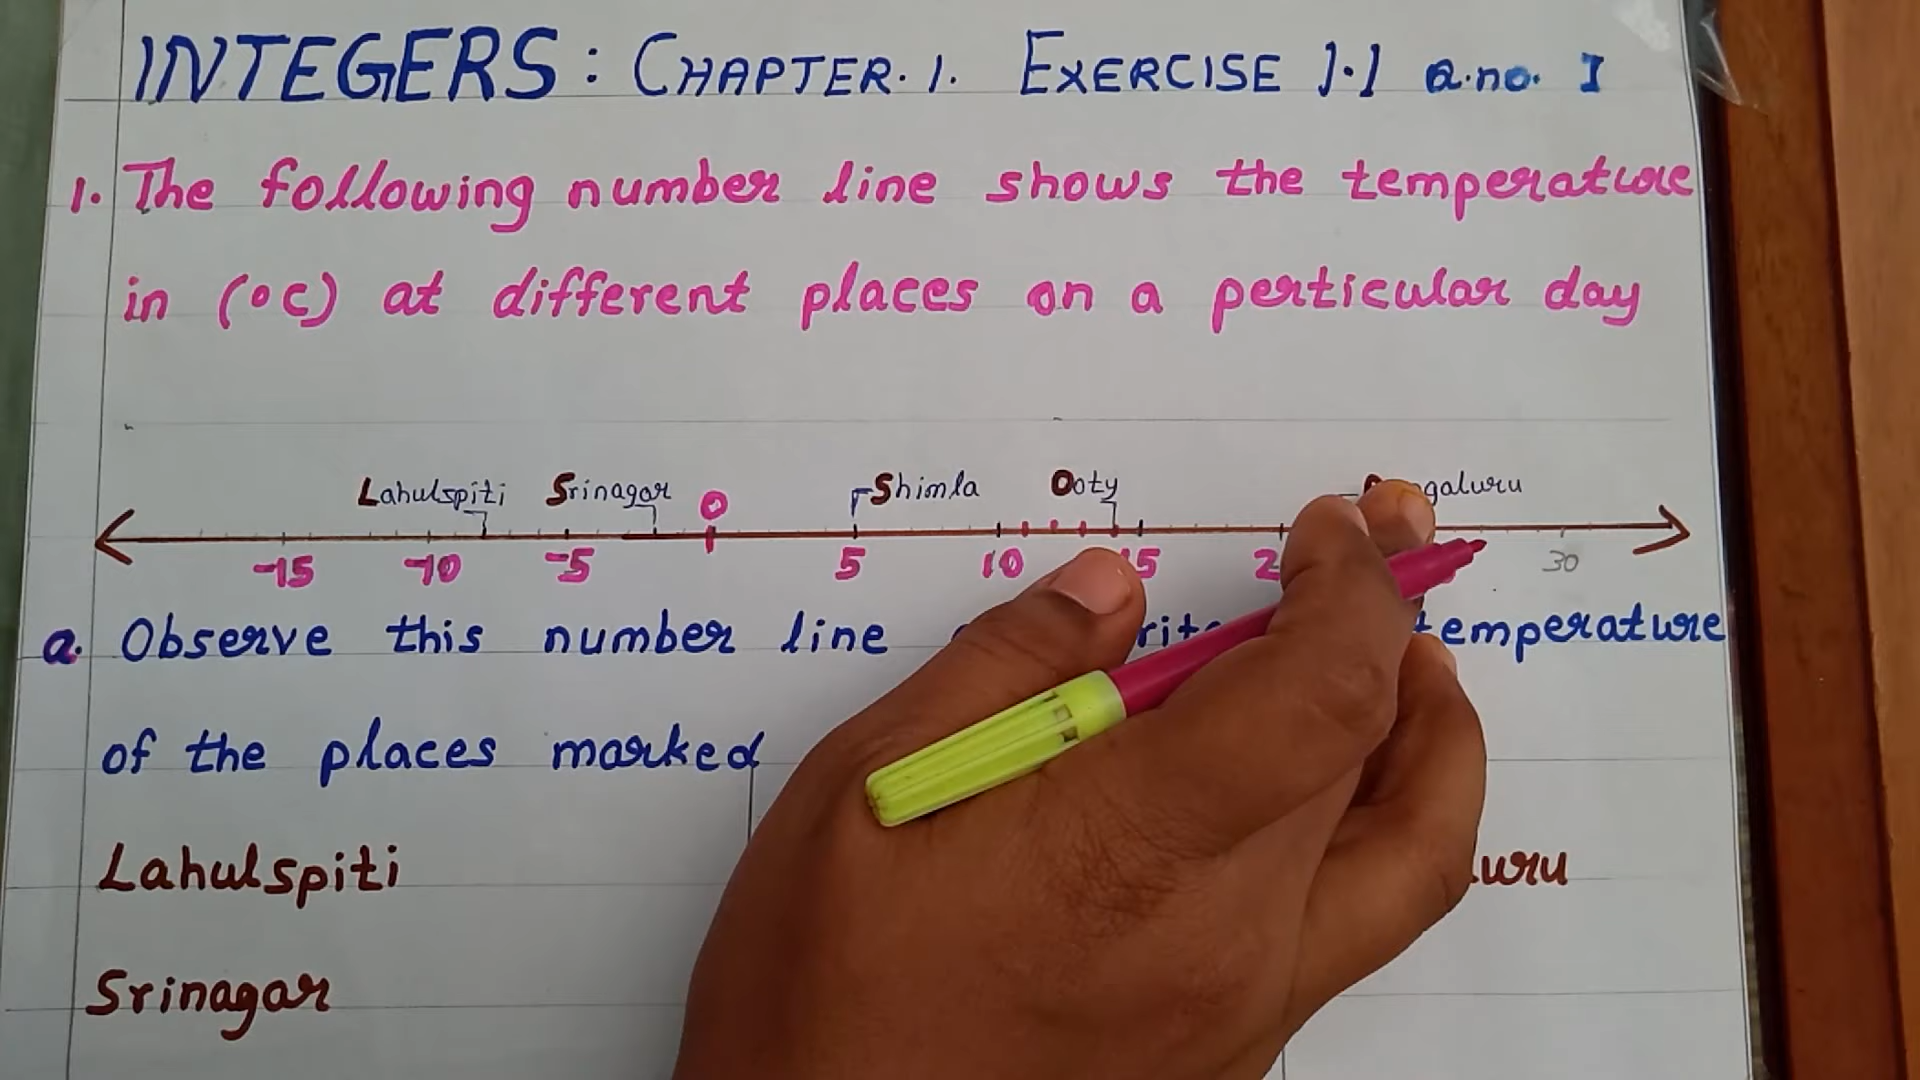 INTEGERS: CHAPTER.1. EXERCISE 1.1 Q.no. I
1. The following number line shows the temperature
in (°C) at different places on a perticular day
Lahulspiti Srinagar 0 Shimla Ooty
-15 -10 -5 5 10 15 30
a. Observe this number line temperature
of the places marked
Lahulspiti
Srinagar